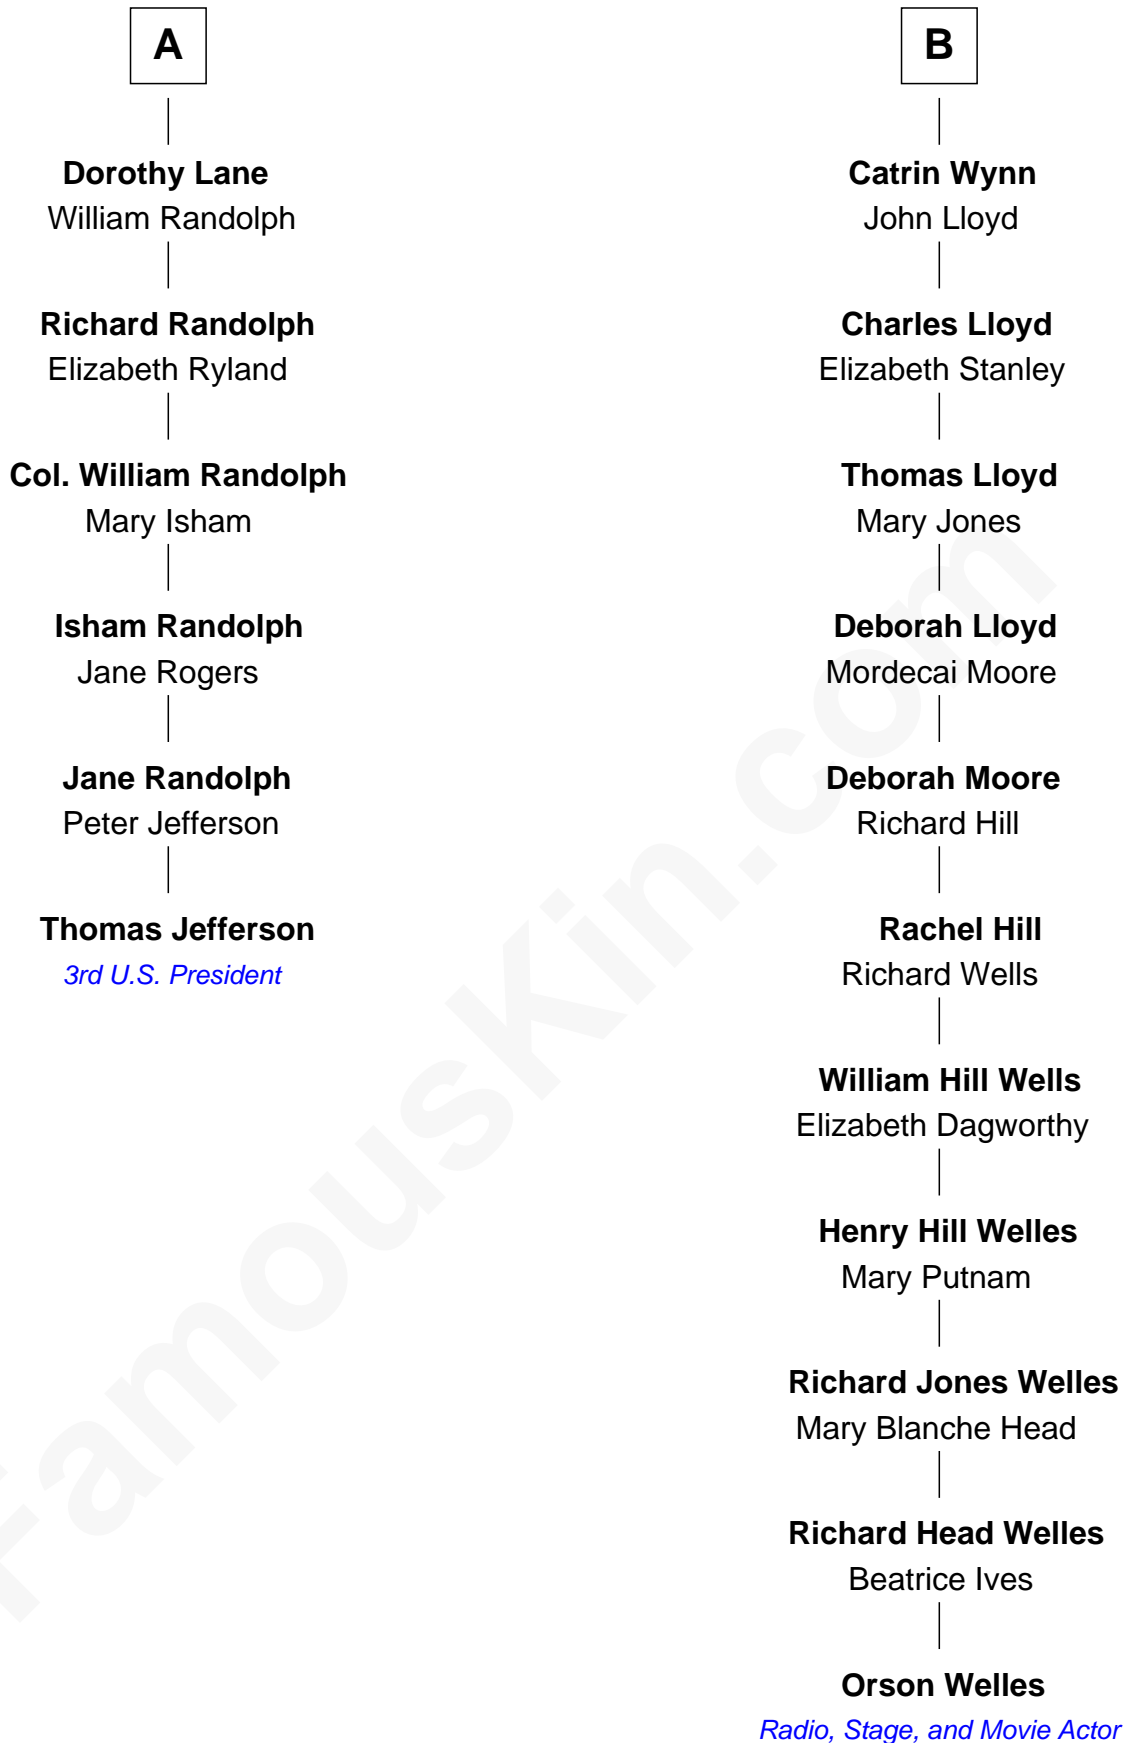 A
Dorothy Lane
William Randolph
Richard Randolph
Elizabeth Ryland
Col. William Randolph
Mary Isham
Isham Randolph
Jane Rogers
Jane Randolph
Peter Jefferson
Thomas Jefferson
3rd U.S. President
B
Catrin Wynn
John Lloyd
Charles Lloyd
Elizabeth Stanley
Thomas Lloyd
Mary Jones
Deborah Lloyd
Mordecai Moore
Deborah Moore
Richard Hill
Rachel Hill
Richard Wells
William Hill Wells
Elizabeth Dagworthy
Henry Hill Welles
Mary Putnam
Richard Jones Welles
Mary Blanche Head
Richard Head Welles
Beatrice Ives
Orson Welles
Radio, Stage, and Movie Actor
FamousKin.com